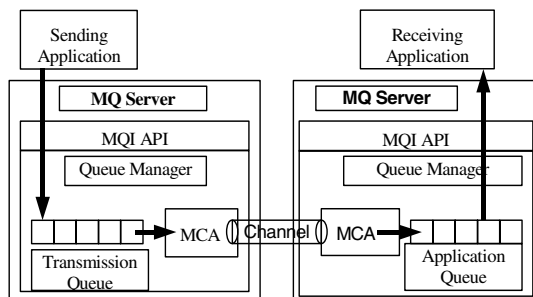 Sending
Application
Receiving
Application
MQ Server
MQ Server
MQI API
MQI API
Queue Manager
Queue Manager
MCA
Channel
MCA
Transmission
Queue
Application
Queue